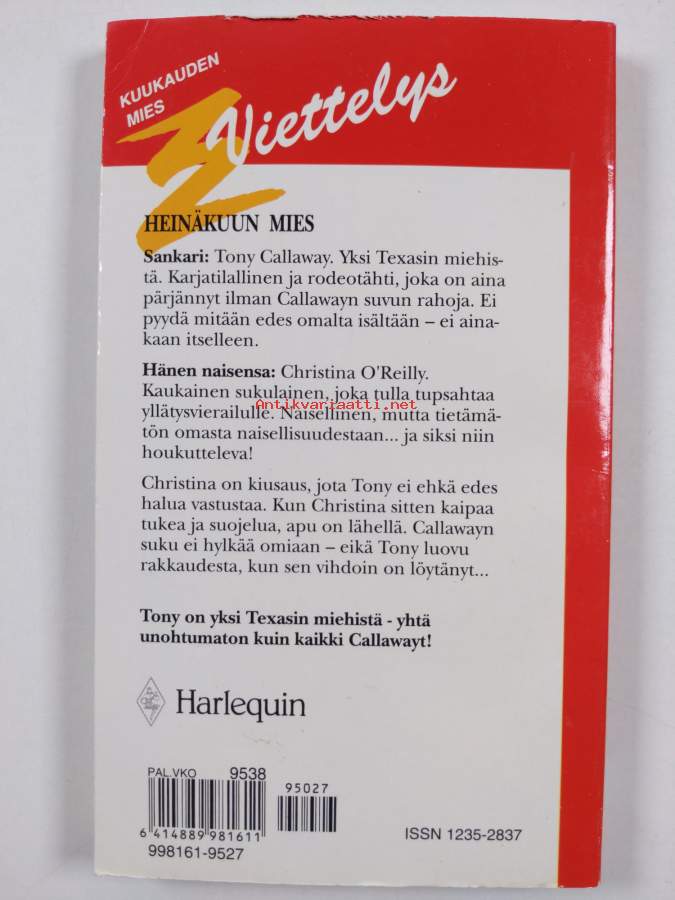 KUUKAUDEN
MIES
Viettelys
HEINÄKUUN MIES
Sankari: Tony Callaway. Yksi Texasin miehis-
tä. Karjatilallinen ja rodeotähti, joka on aina
pärjännyt ilman Callawayn suvun rahoja. Ei
pyydä mitään edes omalta isältään – ei aina-
kaan itselleen.
Hänen naisensa: Christina O'Reilly.
Kaukainen sukulainen, joka tulla tupsahtaa
Antikvariaatti.net
yllätysvierailulle. Naisellinen, mutta tietämä-
tön omasta naisellisuudestaan... ja siksi niin
houkutteleva!
Christina on kiusaus, jota Tony ei ehkä edes
halua vastustaa. Kun Christina sitten kaipaa
tukea ja suojelua, apu on lähellä. Callawayn
suku ei hylkää omiaan – eikä Tony luovu
rakkaudesta, kun sen vihdoin on löytänyt...
Tony on yksi Texasin miehistä - yhtä
unohtumaton kuin kaikki Callawayt!
Harlequin
PAL.VKO 9538
95027
6 414889 981611
998161-9527
ISSN 1235-2837